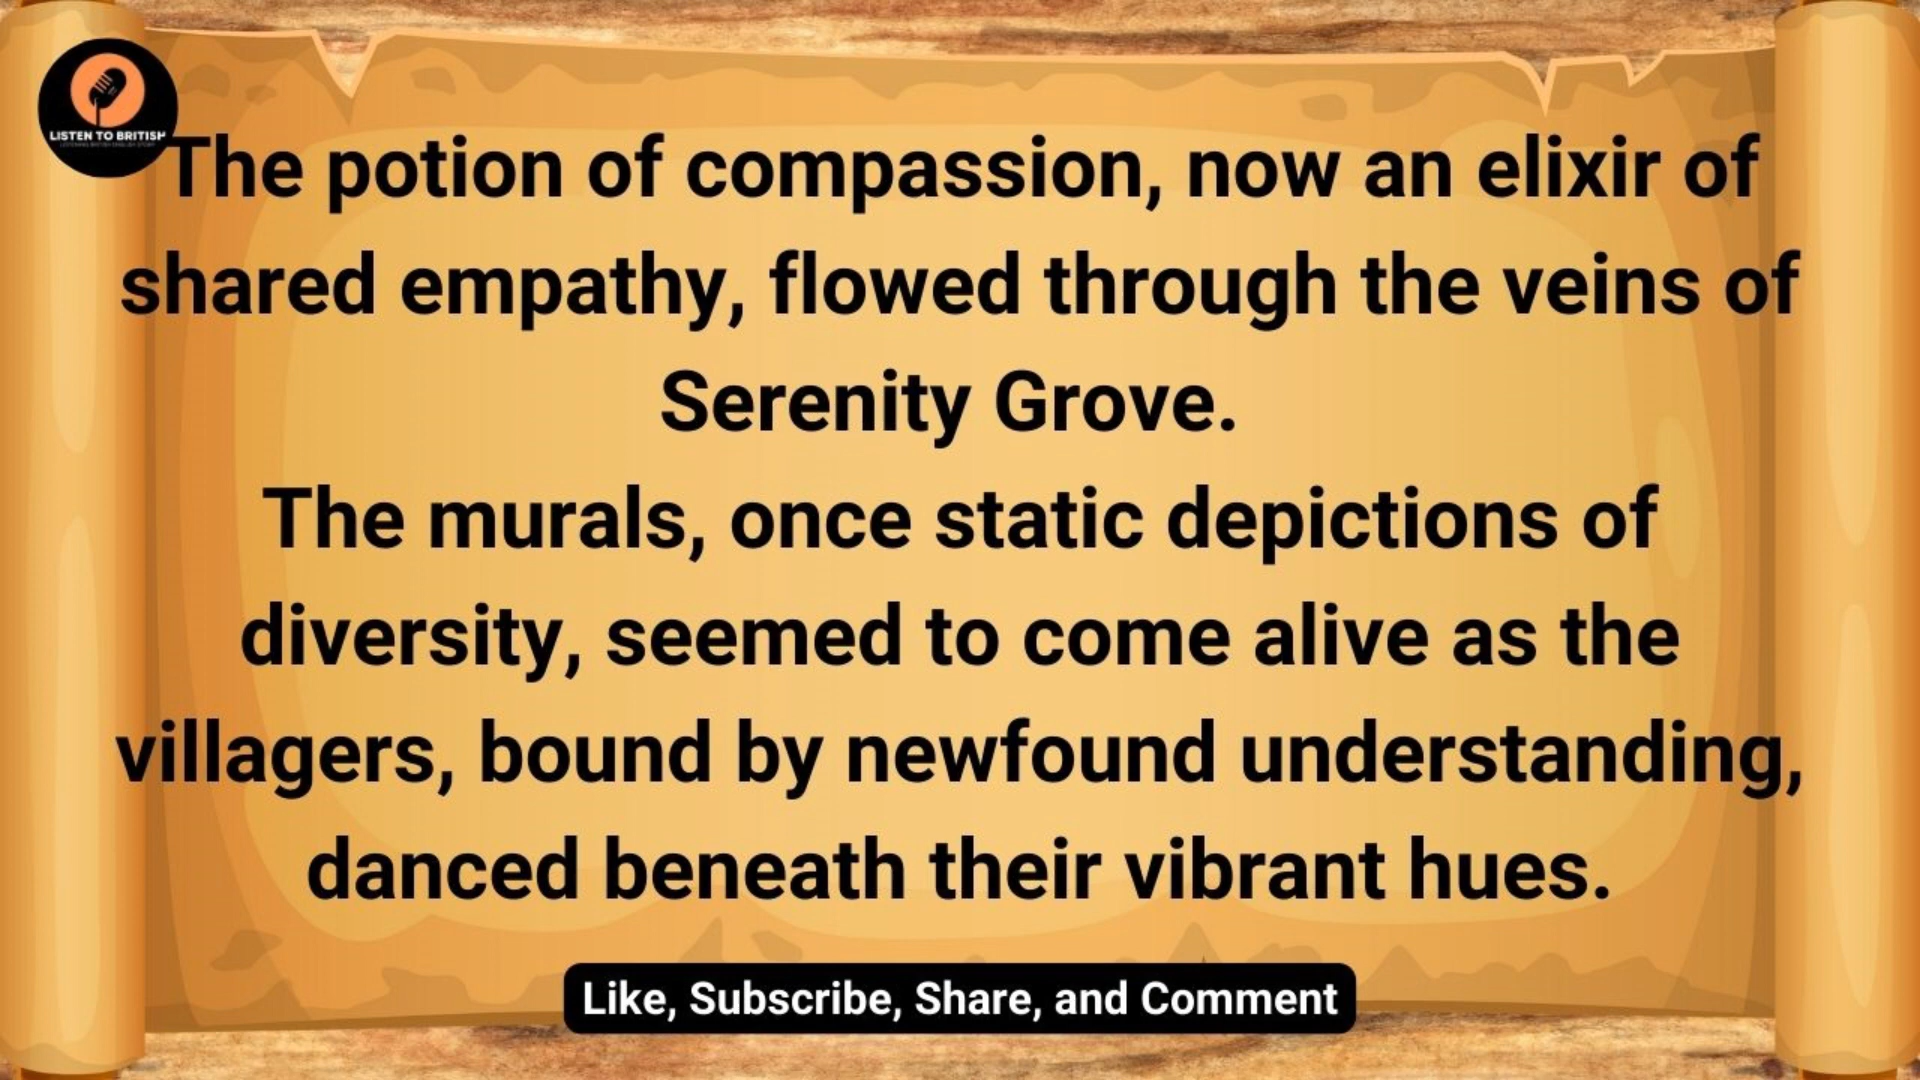 LISTEN TO BRITISH
The potion of compassion, now an elixir of
shared empathy, flowed through the veins of
Serenity Grove.
The murals, once static depictions of
diversity, seemed to come alive as the
villagers, bound by newfound understanding,
danced beneath their vibrant hues.
Like, Subscribe, Share, and Comment